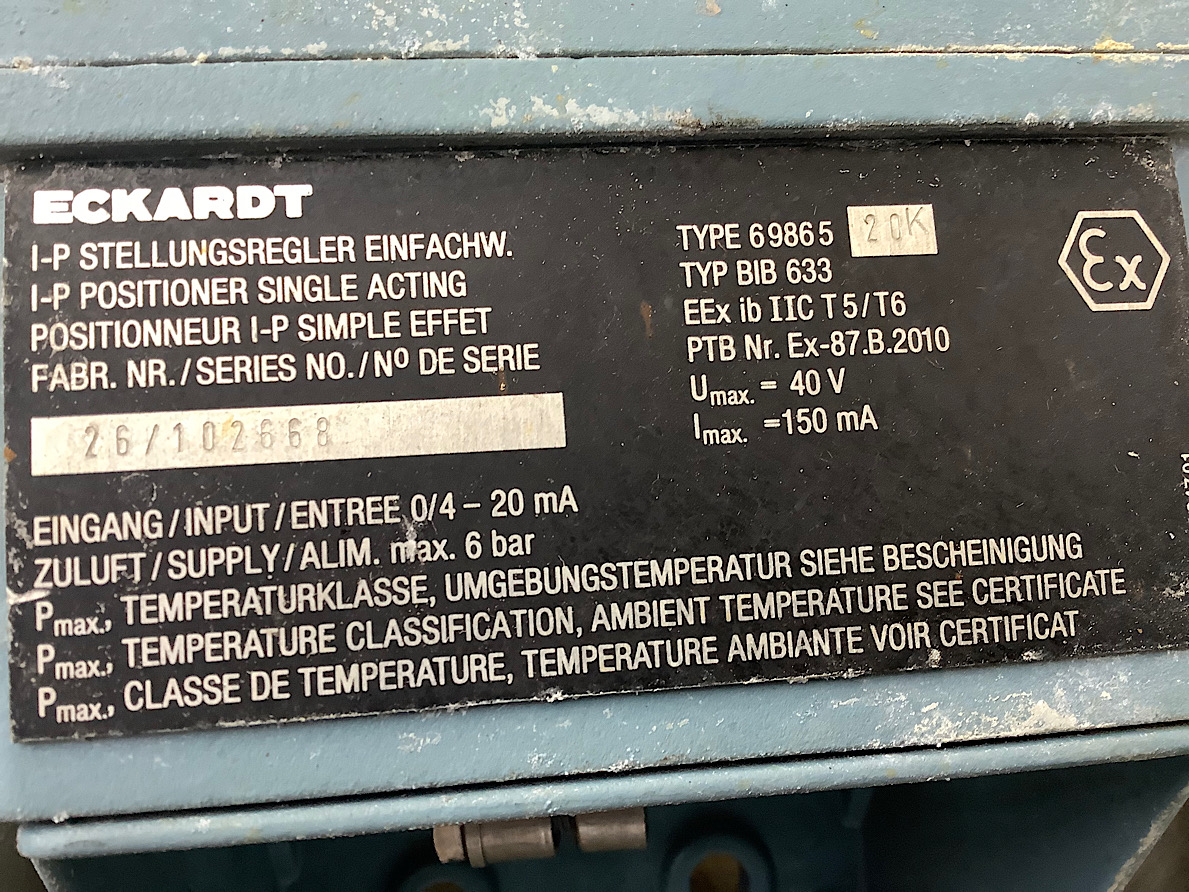 ECKARDT
I-P STELLUNGSREGLER EINFACHW.
I-P POSITIONER SINGLE ACTING
POSITIONNEUR I-P SIMPLE EFFET
FABR. NR./SERIES NO./Nº DE SERIE
26/102668
TYPE 69865 20K
TYP BIB 633
EEx ib IIC T5/T6
PTB Nr. Ex-87.B.2010
Umax. = 40 V
Imax. =150 mA
Ex
EINGANG/INPUT/ENTREE 0/4 – 20 mA
ZULUFT/SUPPLY/ALIM. max. 6 bar
Pmax., TEMPERATURKLASSE, UMGEBUNGSTEMPERATUR SIEHE BESCHEINIGUNG
Pmax., TEMPERATURE CLASSIFICATION, AMBIENT TEMPERATURE SEE CERTIFICATE
Pmax., CLASSE DE TEMPERATURE, TEMPERATURE AMBIANTE VOIR CERTIFICAT